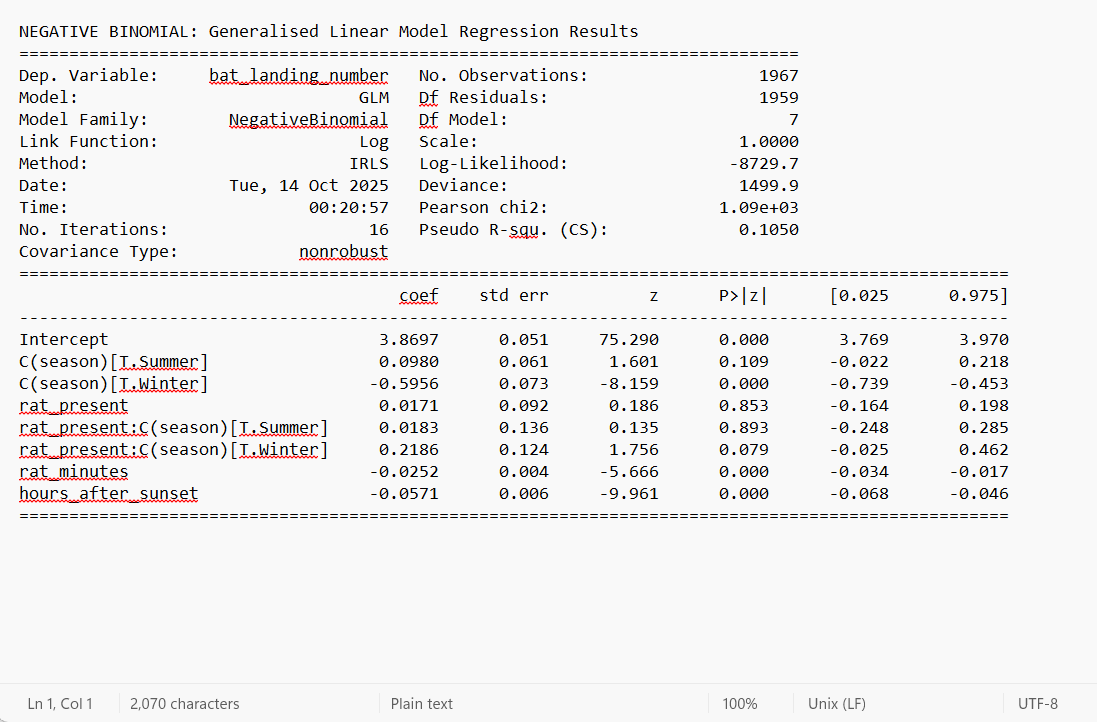 NEGATIVE BINOMIAL: Generalised Linear Model Regression Results
==============================================================================
Dep. Variable:     bat_landing_number   No. Observations:                 1967
Model:                            GLM   Df Residuals:                     1959
Model Family:        NegativeBinomial   Df Model:                            7
Link Function:                    Log   Scale:                          1.0000
Method:                          IRLS   Log-Likelihood:                -8729.7
Date:                Tue, 14 Oct 2025   Deviance:                       1499.9
Time:                        00:20:57   Pearson chi2:                 1.09e+03
No. Iterations:                    16   Pseudo R-squ. (CS):             0.1050
Covariance Type:            nonrobust
===================================================================================================
                                      coef    std err          z      P>|z|      [0.025      0.975]
---------------------------------------------------------------------------------------------------
Intercept                           3.8697      0.051     75.290      0.000       3.769       3.970
C(season)[T.Summer]                 0.0980      0.061      1.601      0.109      -0.022       0.218
C(season)[T.Winter]                -0.5956      0.073     -8.159      0.000      -0.739      -0.453
rat_present                         0.0171      0.092      0.186      0.853      -0.164       0.198
rat_present:C(season)[T.Summer]     0.0183      0.136      0.135      0.893      -0.248       0.285
rat_present:C(season)[T.Winter]     0.2186      0.124      1.756      0.079      -0.025       0.462
rat_minutes                        -0.0252      0.004     -5.666      0.000      -0.034      -0.017
hours_after_sunset                 -0.0571      0.006     -9.961      0.000      -0.068      -0.046
===================================================================================================
Ln 1, Col 1   2,070 characters   Plain text   100%   Unix (LF)   UTF-8